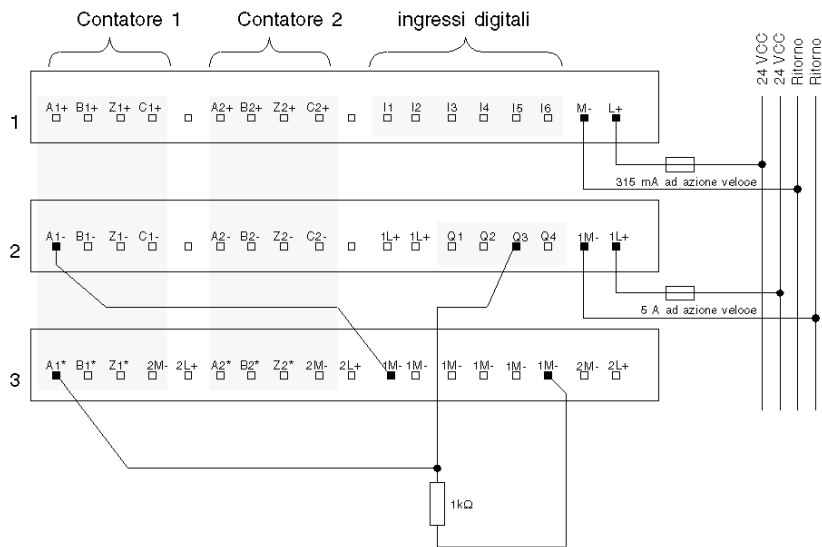 Contatore 1 Contatore 2 ingressi digitali
24 VCC
24 VCC
Ritorno
Ritorno
A1+ B1+ Z1+ C1+ A2+ B2+ Z2+ C2+ I1 I2 I3 I4 I5 I6 M- L+
1
315 mA ad azione veloce
A1- B1- Z1- C1- A2- B2- Z2- C2- 1L+ 1L+ Q1 Q2 Q3 Q4 1M- 1L+
2
5 A ad azione veloce
A1* B1* Z1* 2M- 2L+ A2* B2* Z2* 2M- 2L+ 1M- 1M- 1M- 1M- 1M- 1M- 2M- 2L+
3
1kΩ